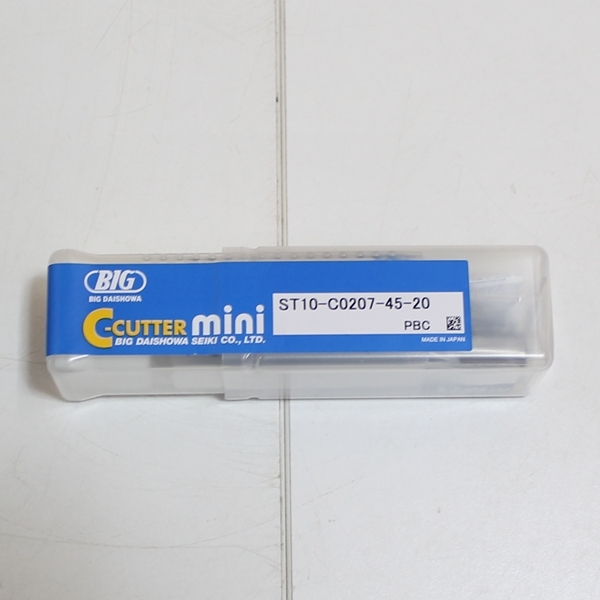 BIG
BIG DAISHOWA
C-CUTTER mini
BIG DAISHOWA SEIKI CO., LTD.
ST10-C0207-45-20
PBC
MADE IN JAPAN